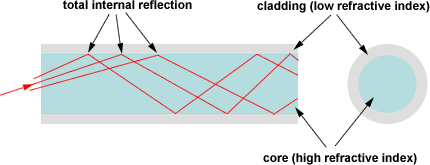 total internal reflection
cladding (low refractive index)
core (high refractive index)